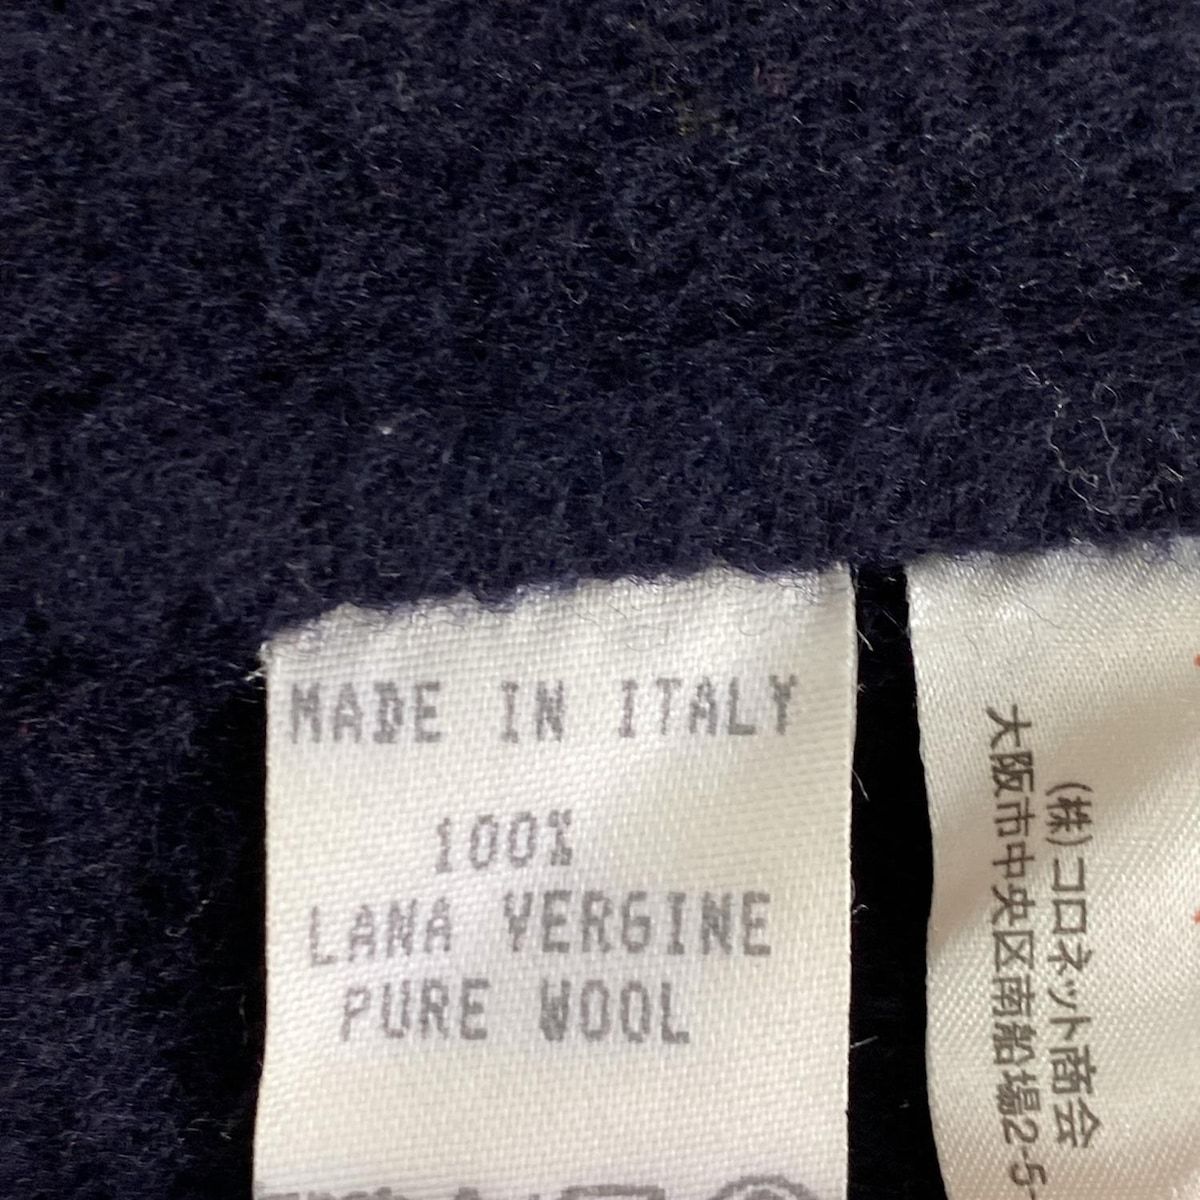 MADE IN ITALY
100%
LANA VERGINE
PURE WOOL
(株)コロネット商会
大阪市中央区南船場2-5